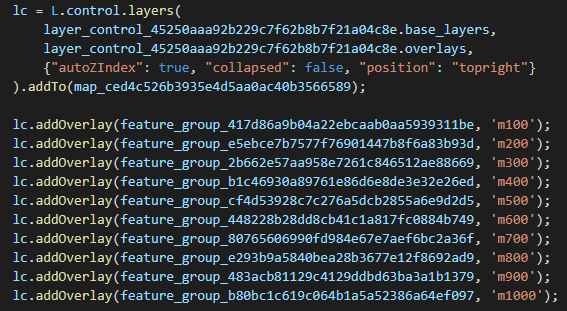 lc = L.control.layers(
    layer_control_45250aaa92b229c7f62b8b7f21a04c8e.base_layers,
    layer_control_45250aaa92b229c7f62b8b7f21a04c8e.overlays,
    {"autoZIndex": true, "collapsed": false, "position": "topright"}
).addTo(map_ced4c526b3935e4d5aa0ac40b3566589);

lc.addOverlay(feature_group_417d86a9b04a22ebcaab0aa5939311be, 'm100');
lc.addOverlay(feature_group_e5ebce7b7577f76901447b8f6a83b93d, 'm200');
lc.addOverlay(feature_group_2b662e57aa958e7261c846512ae88669, 'm300');
lc.addOverlay(feature_group_b1c46930a89761e86d6e8de3e32e26ed, 'm400');
lc.addOverlay(feature_group_cf4d53928c7c276a5dcb2855a6e9d2d5, 'm500');
lc.addOverlay(feature_group_448228b28dd8cb41c1a817fc0884b749, 'm600');
lc.addOverlay(feature_group_80765606990fd984e67e7aef6bc2a36f, 'm700');
lc.addOverlay(feature_group_e293b9a5840bea28b3677e12f8692ad9, 'm800');
lc.addOverlay(feature_group_483acb81129c4129ddbd63ba3a1b1379, 'm900');
lc.addOverlay(feature_group_b80bc1c619c064b1a5a52386a64ef097, 'm1000');